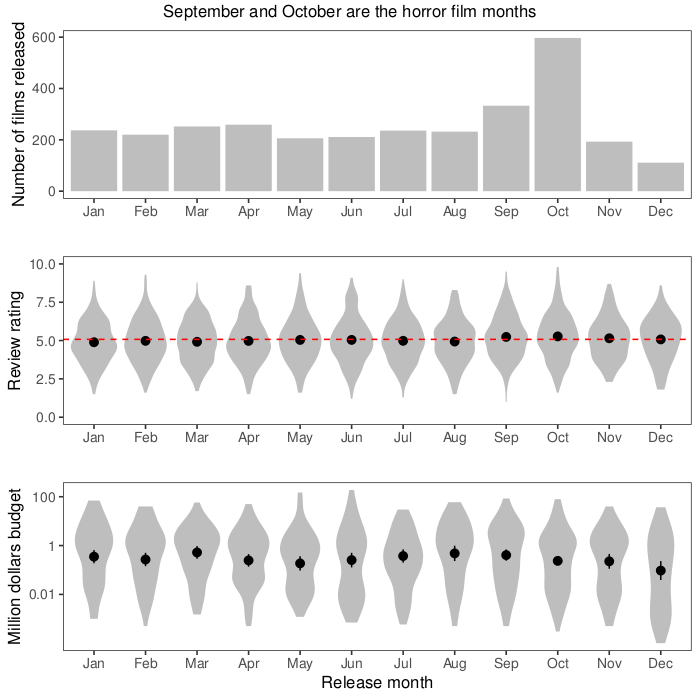 September and October are the horror film months
Number of films released
600
400
200
0
Jan Feb Mar Apr May Jun Jul Aug Sep Oct Nov Dec
Review rating
10.0
7.5
5.0
2.5
0.0
Jan Feb Mar Apr May Jun Jul Aug Sep Oct Nov Dec
Million dollars budget
100
1
0.01
Jan Feb Mar Apr May Jun Jul Aug Sep Oct Nov Dec
Release month